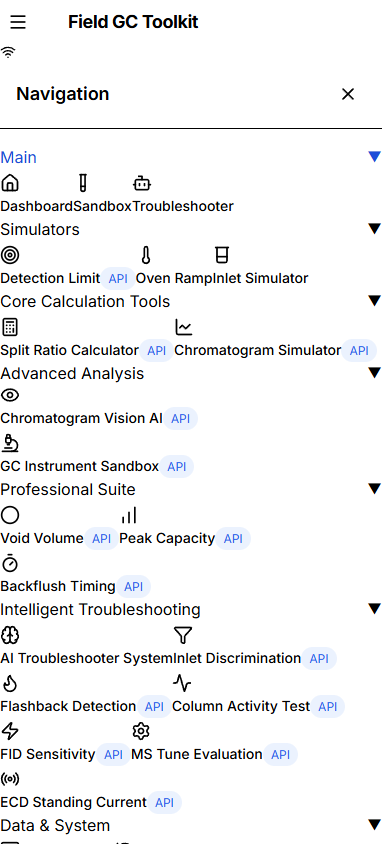 Field GC Toolkit
Navigation
Main
Dashboard Sandbox Troubleshooter
Simulators
Detection Limit API Oven Ramp Inlet Simulator
Core Calculation Tools
Split Ratio Calculator API Chromatogram Simulator API
Advanced Analysis
Chromatogram Vision AI API
GC Instrument Sandbox API
Professional Suite
Void Volume API Peak Capacity API
Backflush Timing API
Intelligent Troubleshooting
AI Troubleshooter System Inlet Discrimination API
Flashback Detection API Column Activity Test API
FID Sensitivity API MS Tune Evaluation API
ECD Standing Current API
Data & System